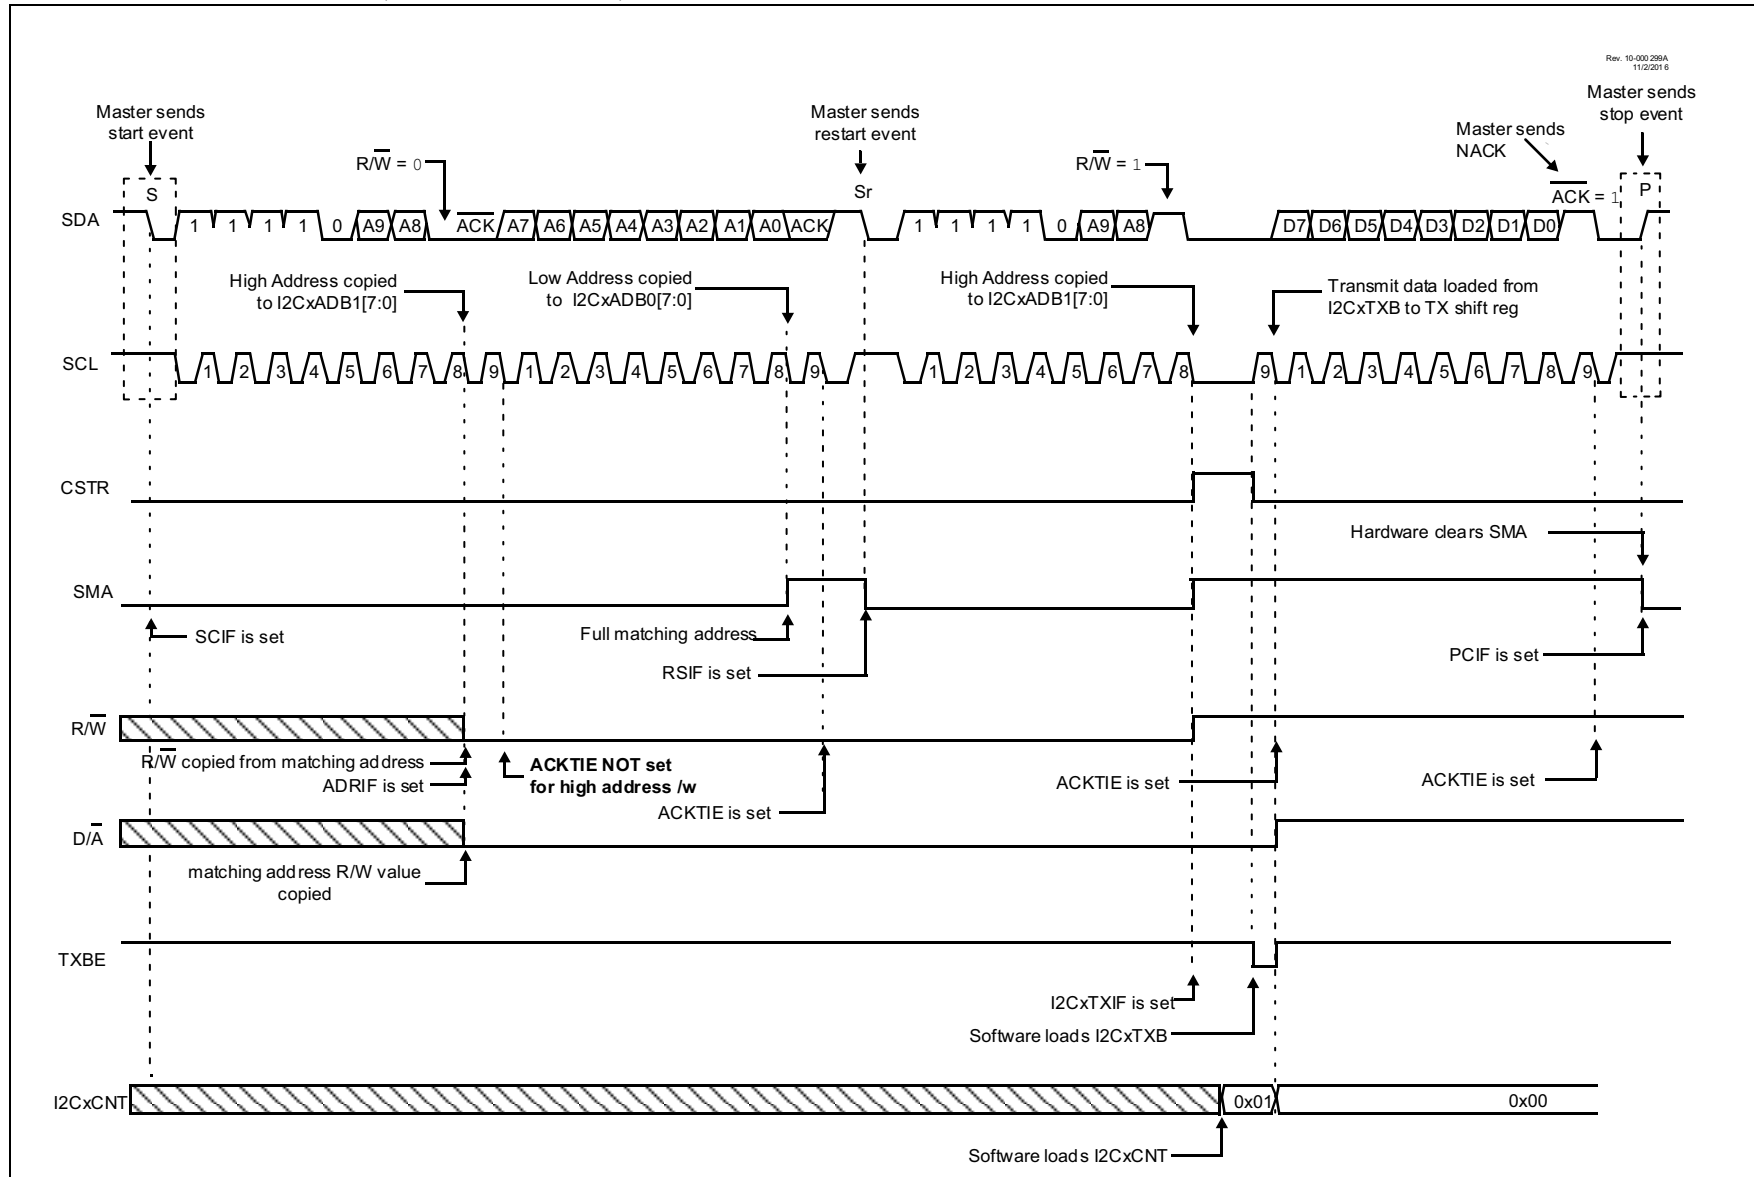 Rev. 10-000 299A
11/2/201 6
Master sends
start event
Master sends
restart event
Master sends
stop event
Master sends
NACK
R/W = 0
R/W = 1
ACK = 1
S
Sr
P
SDA
1 1 1 1 0 A9 A8 ACK A7 A6 A5 A4 A3 A2 A1 A0 ACK 1 1 1 1 0 A9 A8 D7 D6 D5 D4 D3 D2 D1 D0
High Address copied
to I2CxADB1[7:0]
Low Address copied
to I2CxADB0[7:0]
High Address copied
to I2CxADB1[7:0]
Transmit data loaded from
I2CxTXB to TX shift reg
SCL
1 2 3 4 5 6 7 8 9 1 2 3 4 5 6 7 8 9 1 2 3 4 5 6 7 8 9 1 2 3 4 5 6 7 8 9
CSTR
Hardware clears SMA
SMA
SCIF is set
Full matching address
RSIF is set
PCIF is set
R/W
R/W copied from matching address
ADRIF is set
ACKTIE NOT set
for high address /w
ACKTIE is set
ACKTIE is set
ACKTIE is set
D/A
matching address R/W value
copied
TXBE
I2CxTXIF is set
Software loads I2CxTXB
I2CxCNT
0x01
0x00
Software loads I2CxCNT